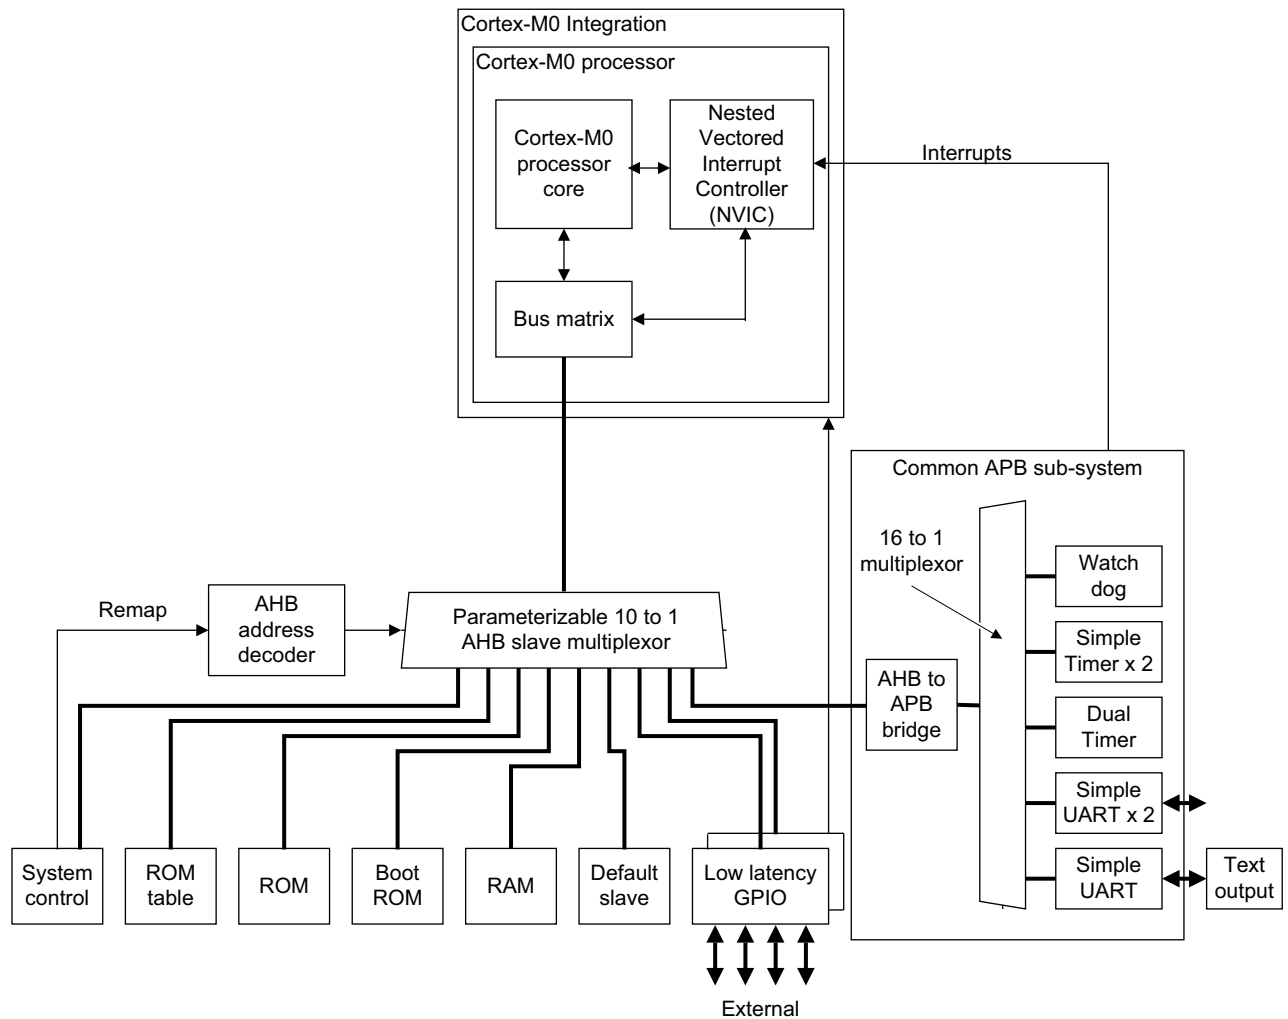 Cortex-M0 Integration
Cortex-M0 processor
Cortex-M0
processor
core
Nested
Vectored
Interrupt
Controller
(NVIC)
Interrupts
Bus matrix
Common APB sub-system
16 to 1
multiplexor
Watch
dog
Simple
Timer x 2
Dual
Timer
Simple
UART x 2
Simple
UART
Text
output
AHB to
APB
bridge
Remap
AHB
address
decoder
Parameterizable 10 to 1
AHB slave multiplexor
System
control
ROM
table
ROM
Boot
ROM
RAM
Default
slave
Low latency
GPIO
External